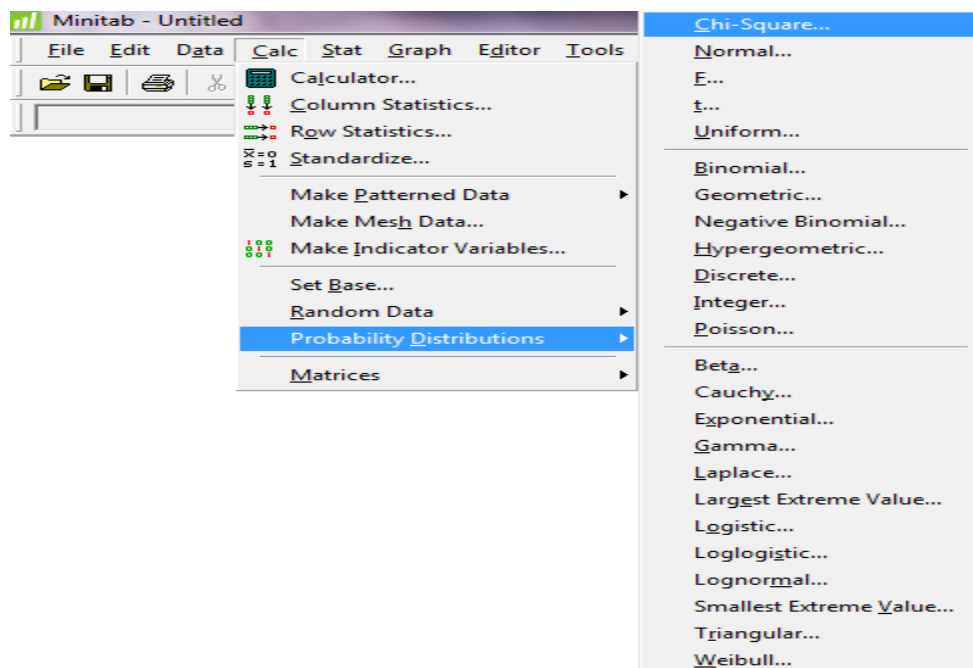 Minitab - Untitled
File Edit Data Calc Stat Graph Editor Tools
Calculator...
Column Statistics...
Row Statistics...
x̅=0
s=1 Standardize...
Make Patterned Data
Make Mesh Data...
Make Indicator Variables...
Set Base...
Random Data
Probability Distributions
Matrices
Chi-Square...
Normal...
F...
t...
Uniform...
Binomial...
Geometric...
Negative Binomial...
Hypergeometric...
Discrete...
Integer...
Poisson...
Beta...
Cauchy...
Exponential...
Gamma...
Laplace...
Largest Extreme Value...
Logistic...
Loglogistic...
Lognormal...
Smallest Extreme Value...
Triangular...
Weibull...